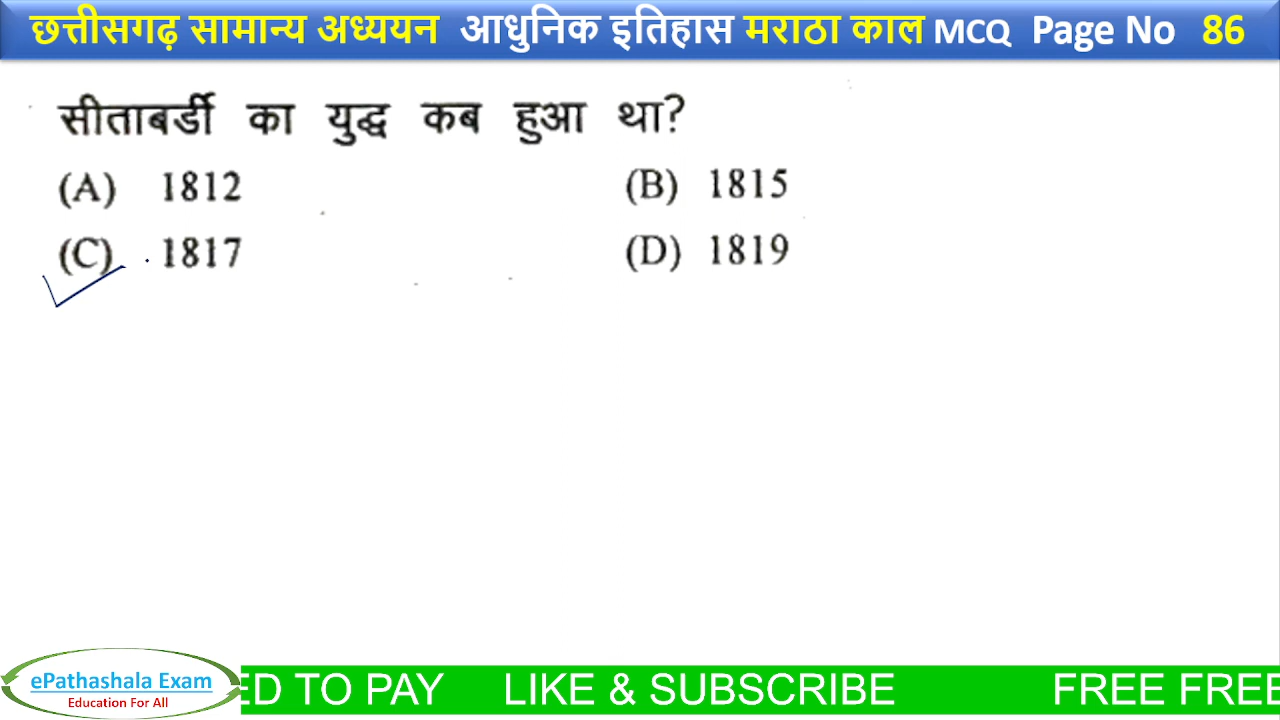 छत्तीसगढ़ सामान्य अध्ययन आधुनिक इतिहास मराठा काल MCQ Page No 86
सीताबर्डी का युद्ध कब हुआ था?
(A) 1812 (B) 1815
(C) 1817 (D) 1819
ePathashala Exam
Education For All
ED TO PAY LIKE & SUBSCRIBE FREE FREE